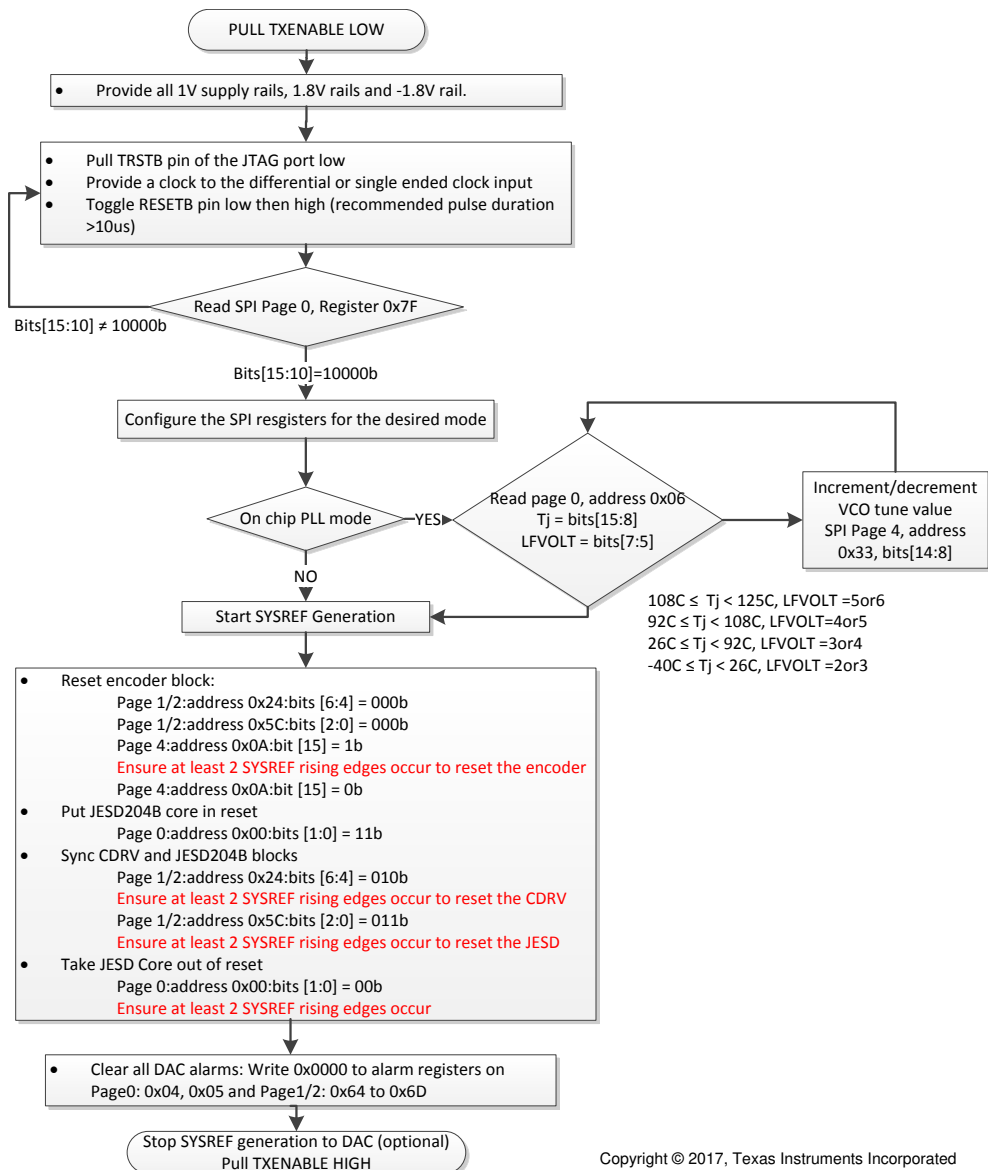 PULL TXENABLE LOW
• Provide all 1V supply rails, 1.8V rails and -1.8V rail.
• Pull TRSTB pin of the JTAG port low
• Provide a clock to the differential or single ended clock input
• Toggle RESETB pin low then high (recommended pulse duration
>10us)
Read SPI Page 0, Register 0x7F
Bits[15:10] ≠ 10000b
Bits[15:10]=10000b
Configure the SPI resgisters for the desired mode
On chip PLL mode
YES
Read page 0, address 0x06
Tj = bits[15:8]
LFVOLT = bits[7:5]
Increment/decrement
VCO tune value
SPI Page 4, address
0x33, bits[14:8]
NO
108C ≤ Tj < 125C, LFVOLT =5or6
92C ≤ Tj < 108C, LFVOLT=4or5
26C ≤ Tj < 92C, LFVOLT =3or4
-40C ≤ Tj < 26C, LFVOLT =2or3
Start SYSREF Generation
• Reset encoder block:
Page 1/2:address 0x24:bits [6:4] = 000b
Page 1/2:address 0x5C:bits [2:0] = 000b
Page 4:address 0x0A:bit [15] = 1b
Ensure at least 2 SYSREF rising edges occur to reset the encoder
Page 4:address 0x0A:bit [15] = 0b
• Put JESD204B core in reset
Page 0:address 0x00:bits [1:0] = 11b
• Sync CDRV and JESD204B blocks
Page 1/2:address 0x24:bits [6:4] = 010b
Ensure at least 2 SYSREF rising edges occur to reset the CDRV
Page 1/2:address 0x5C:bits [2:0] = 011b
Ensure at least 2 SYSREF rising edges occur to reset the JESD
• Take JESD Core out of reset
Page 0:address 0x00:bits [1:0] = 00b
Ensure at least 2 SYSREF rising edges occur
• Clear all DAC alarms: Write 0x0000 to alarm registers on
Page0: 0x04, 0x05 and Page1/2: 0x64 to 0x6D
Stop SYSREF generation to DAC (optional)
Pull TXENABLE HIGH
Copyright © 2017, Texas Instruments Incorporated